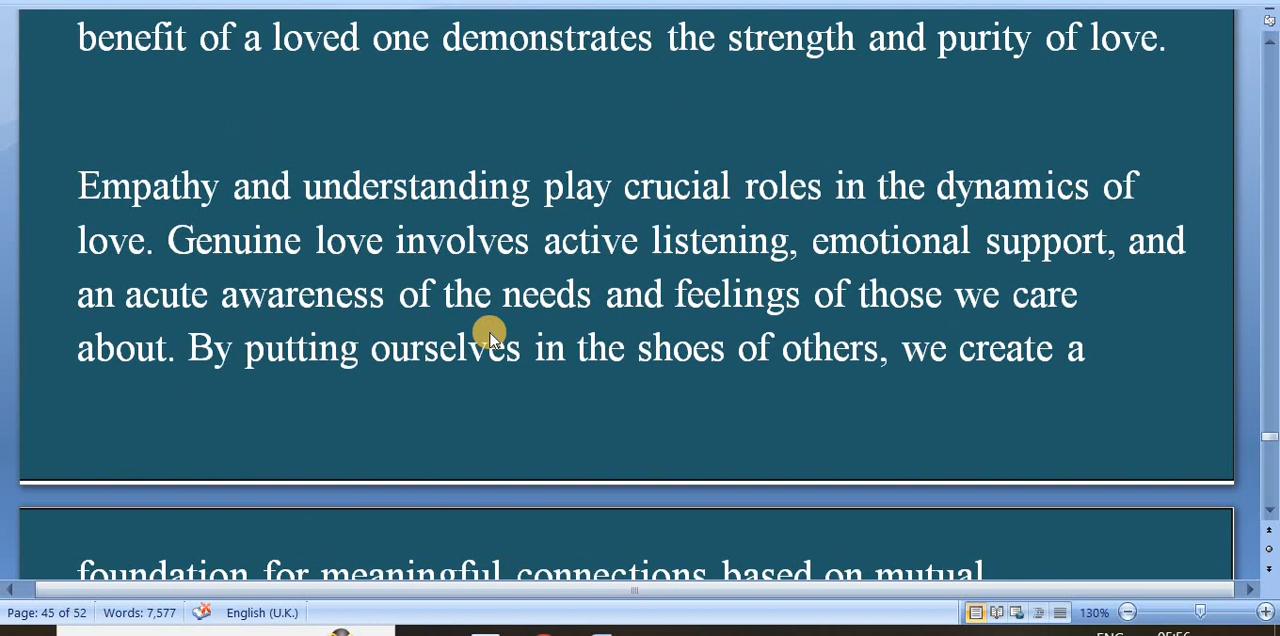 benefit of a loved one demonstrates the strength and purity of love.
Empathy and understanding play crucial roles in the dynamics of
love. Genuine love involves active listening, emotional support, and
an acute awareness of the needs and feelings of those we care
about. By putting ourselves in the shoes of others, we create a
foundation for meaningful connections based on mutual
Page: 45 of 52 Words: 7,577 English (U.K.) 130%